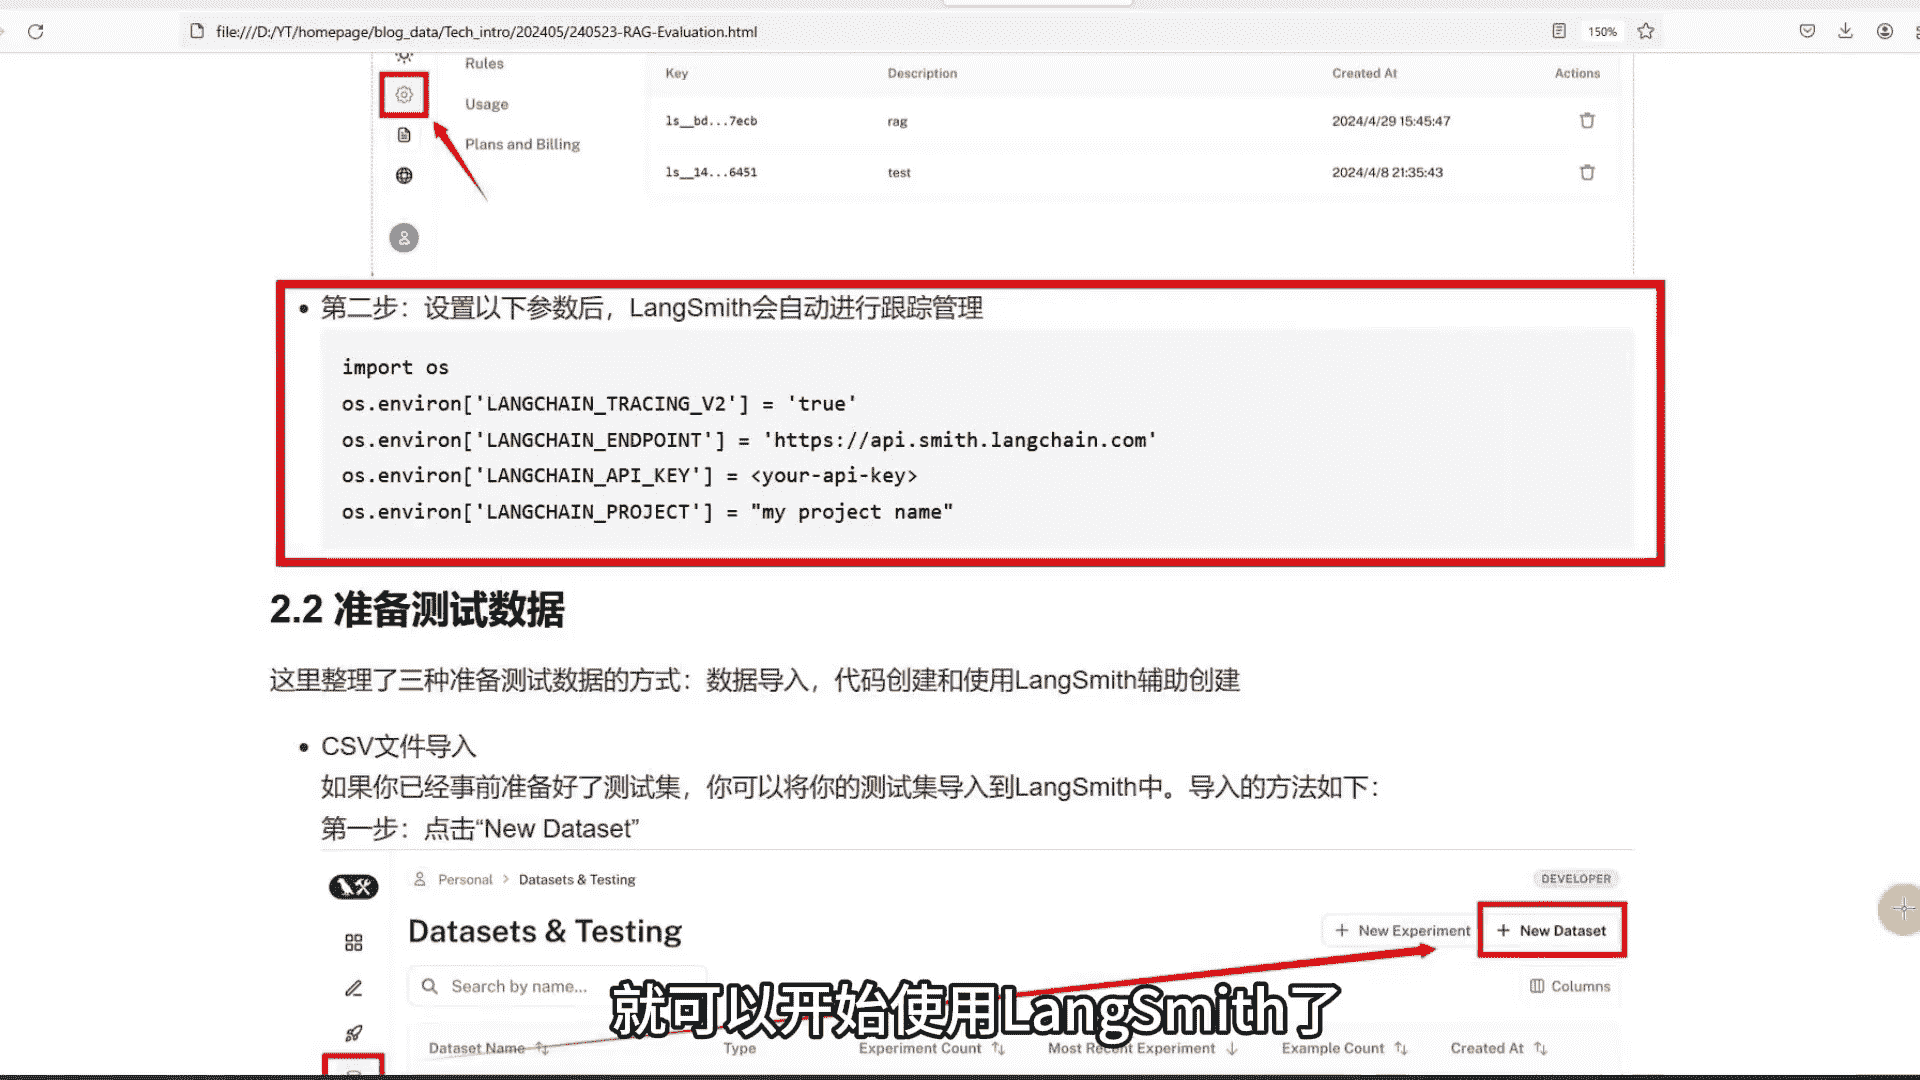 file:///D:/YT/homepage/blog_data/Tech_intro/202405/240523-RAG-Evaluation.html
150%
Rules
Usage
Plans and Billing
Key Description Created At Actions
ls__bd...7ecb rag 2024/4/29 15:45:47
ls__14...6451 test 2024/4/8 21:35:43
第二步：设置以下参数后，LangSmith会自动进行跟踪管理
import os
os.environ['LANGCHAIN_TRACING_V2'] = 'true'
os.environ['LANGCHAIN_ENDPOINT'] = 'https://api.smith.langchain.com'
os.environ['LANGCHAIN_API_KEY'] = <your-api-key>
os.environ['LANGCHAIN_PROJECT'] = "my project name"
2.2 准备测试数据
这里整理了三种准备测试数据的方式：数据导入，代码创建和使用LangSmith辅助创建
CSV文件导入
如果你已经事前准备好了测试集，你可以将你的测试集导入到LangSmith中。导入的方法如下：
第一步：点击“New Dataset”
Personal > Datasets & Testing
DEVELOPER
Datasets & Testing
+ New Experiment
+ New Dataset
Search by name...
Columns
就可以开始使用LangSmith了
Dataset Name Type Experiment Count Most Recent Experiment Example Count Created At